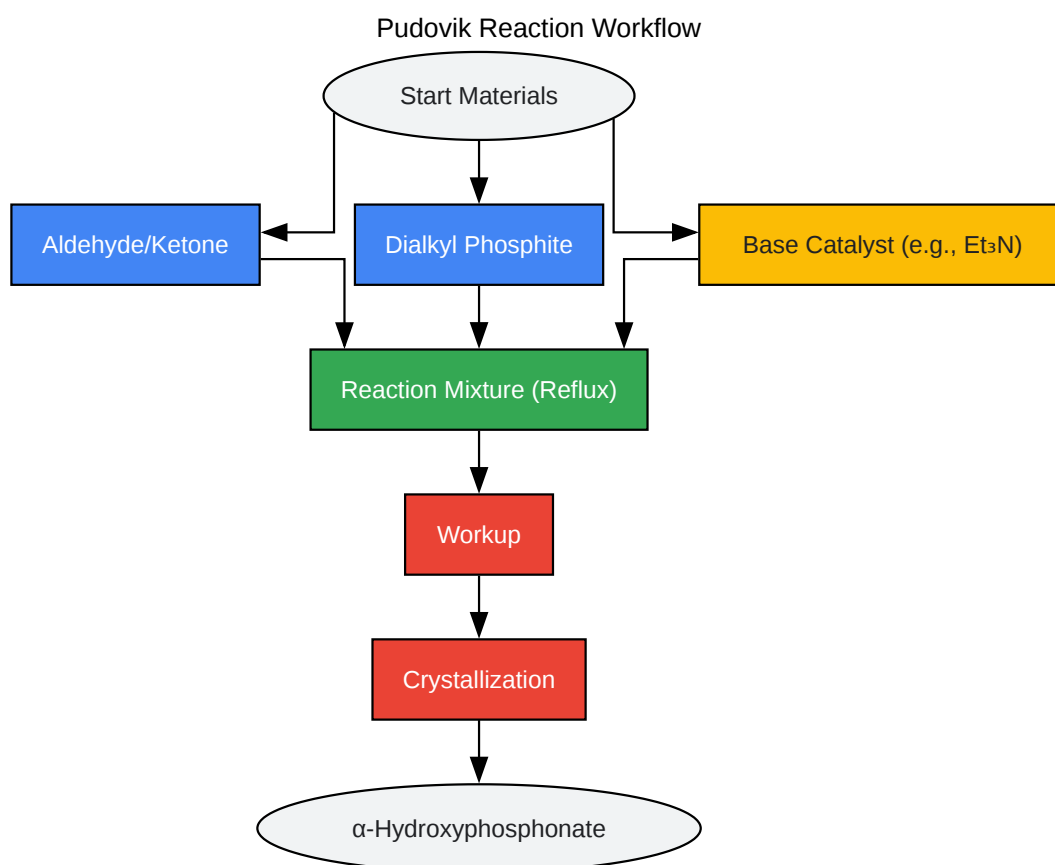 Pudovik Reaction Workflow
Start Materials
Aldehyde/Ketone
Dialkyl Phosphite
Base Catalyst (e.g., Et₃N)
Reaction Mixture (Reflux)
Workup
Crystallization
α-Hydroxyphosphonate